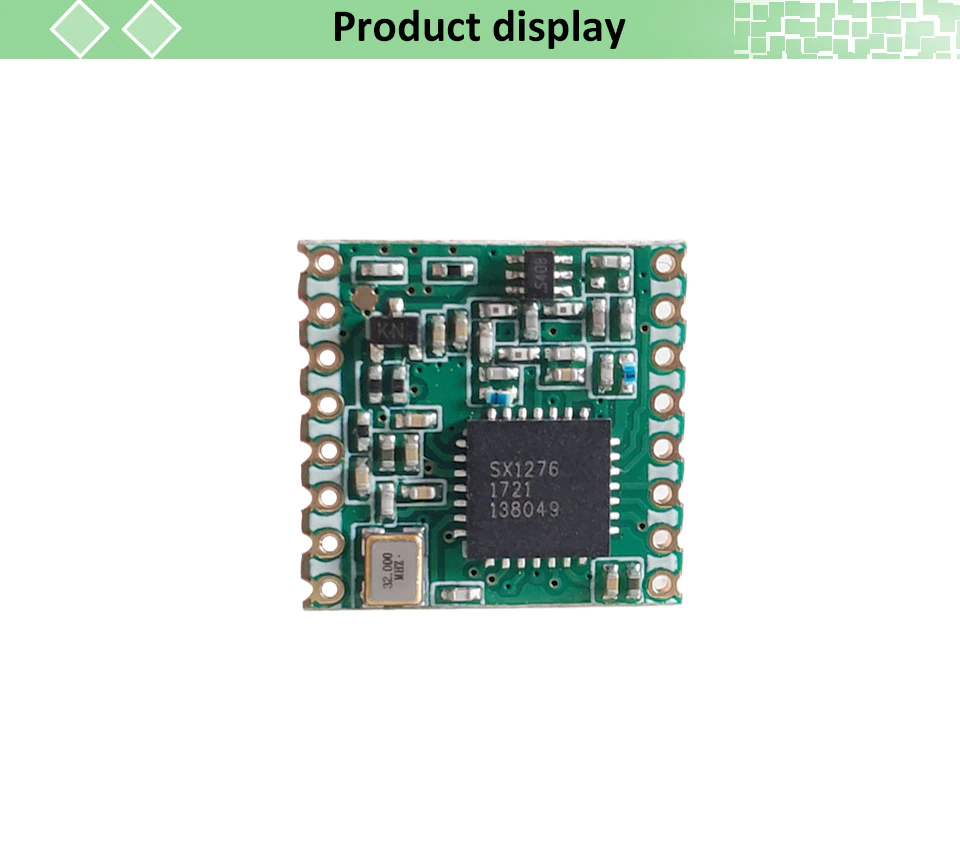 Product display
S408
KN
SX1276
1721
138049
32.000
MHZ·